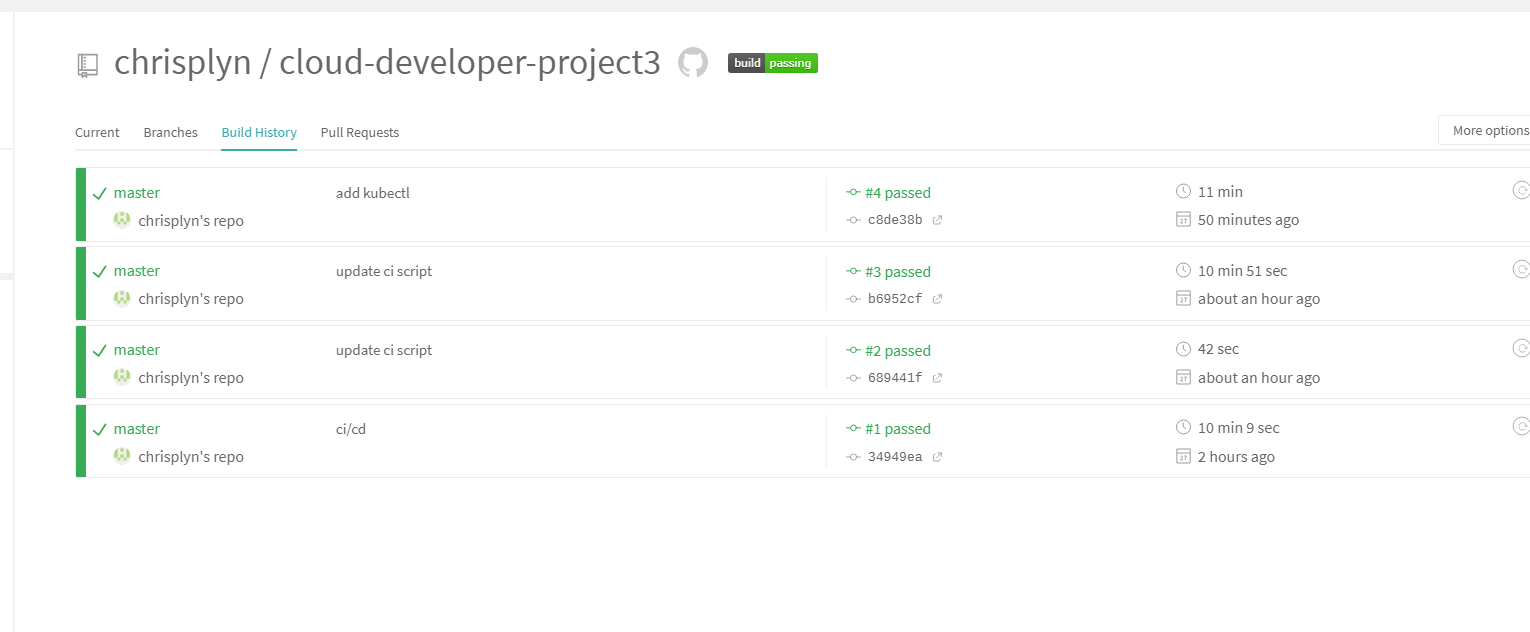 chrisplyn / cloud-developer-project3 build passing
Current Branches Build History Pull Requests More options
master add kubectl #4 passed 11 min
chrisplyn's repo c8de38b 50 minutes ago
master update ci script #3 passed 10 min 51 sec
chrisplyn's repo b6952cf about an hour ago
master update ci script #2 passed 42 sec
chrisplyn's repo 689441f about an hour ago
master ci/cd #1 passed 10 min 9 sec
chrisplyn's repo 34949ea 2 hours ago